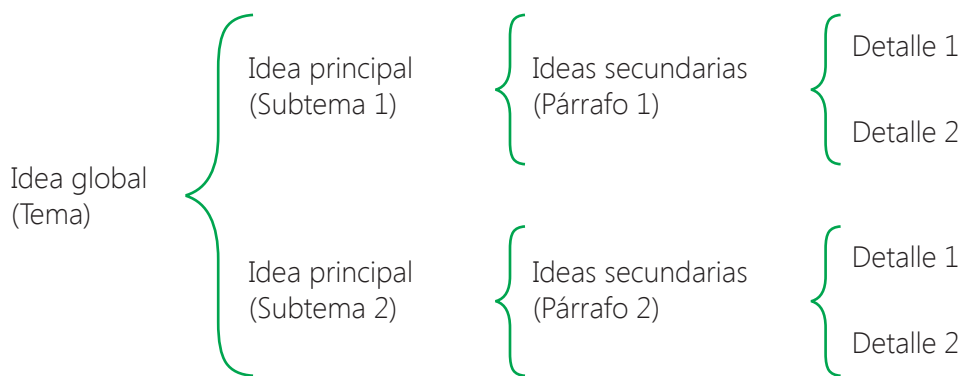 Idea global
(Tema)
Idea principal
(Subtema 1)
Ideas secundarias
(Párrafo 1)
Detalle 1
Detalle 2
Idea principal
(Subtema 2)
Ideas secundarias
(Párrafo 2)
Detalle 1
Detalle 2